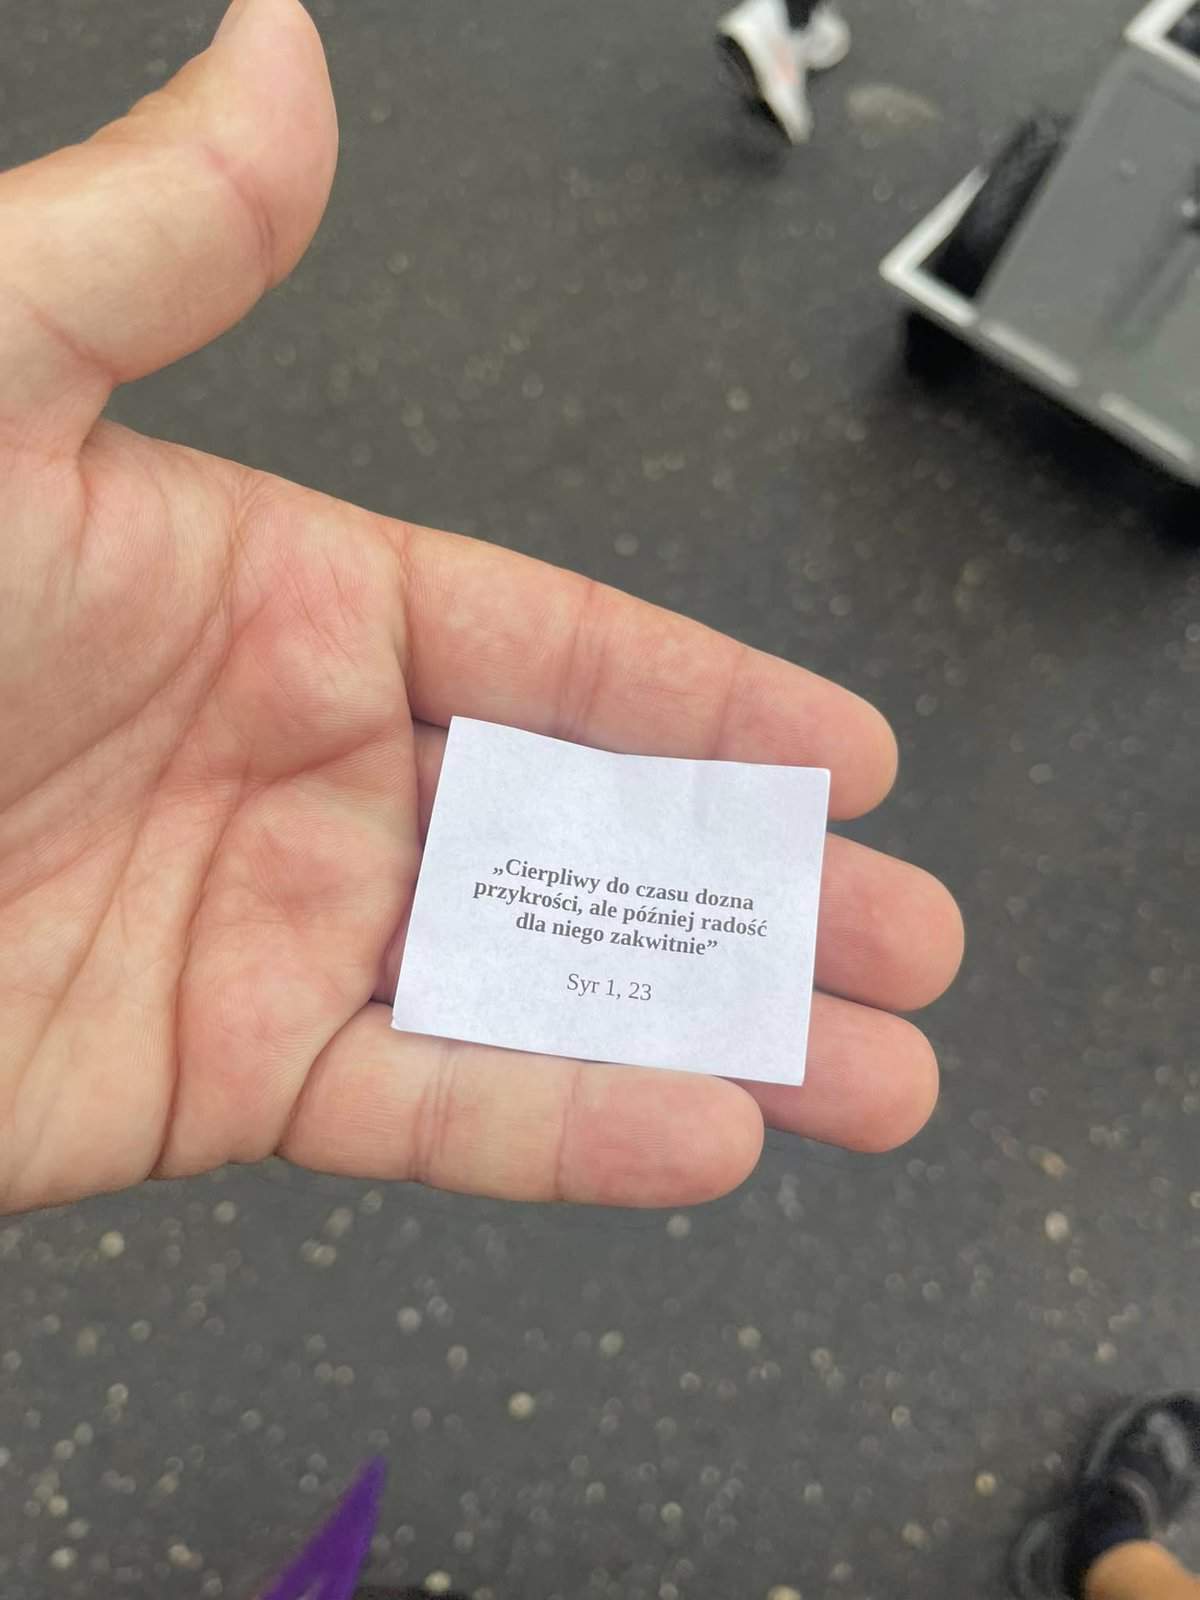 „Cierpliwy do czasu dozna
przykrości, ale później radość
dla niego zakwitnie”
Syr 1, 23